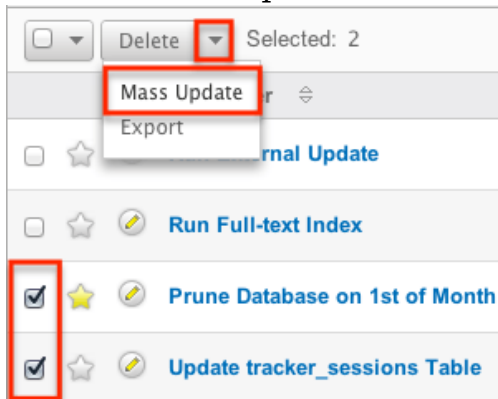 Delete Selected: 2
Mass Update
Export
Update
Run Full-text Index
Prune Database on 1st of Month
Update tracker_sessions Table